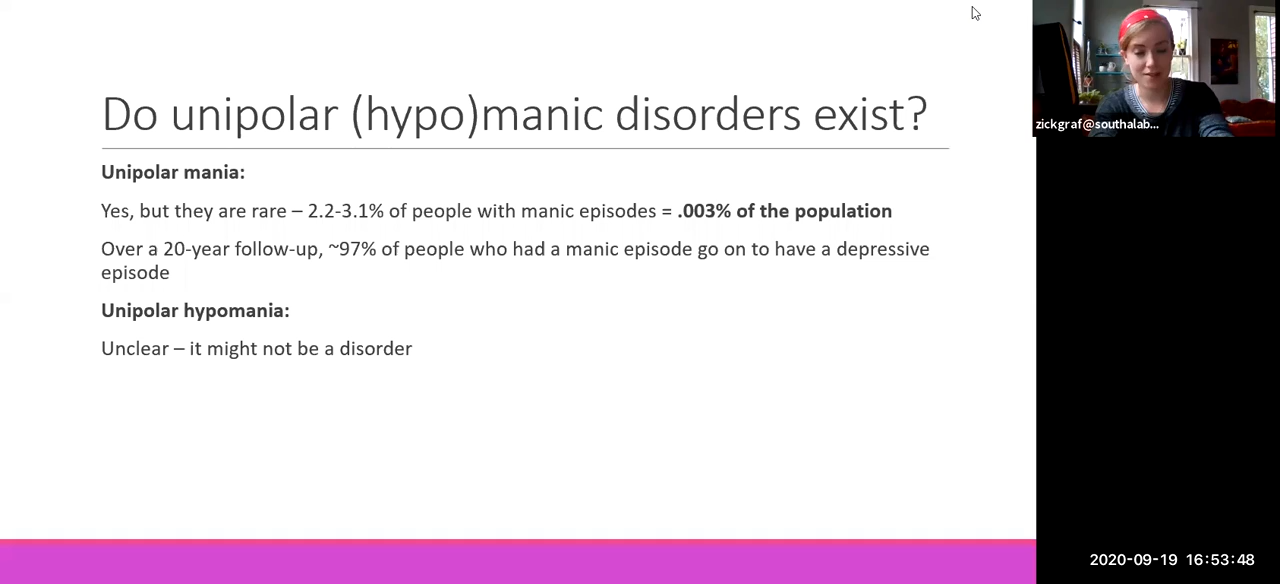 Do unipolar (hypo)manic disorders exist?
Unipolar mania:
Yes, but they are rare – 2.2-3.1% of people with manic episodes = .003% of the population
Over a 20-year follow-up, ~97% of people who had a manic episode go on to have a depressive
episode
Unipolar hypomania:
Unclear – it might not be a disorder
zickgraf@southalab...
2020-09-19 16:53:48